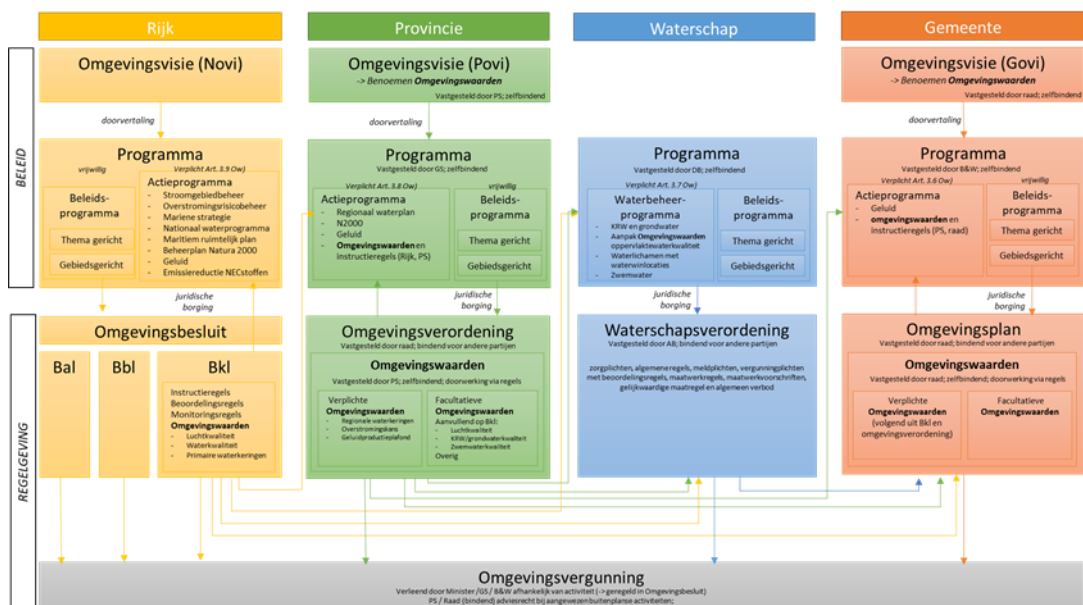 Rijk
Provincie
Waterschap
Gemeente
BELEID
REGELGEVING
Omgevingsvisie (Novi)
doorvertaling
Programma
vrijwillig
Verplicht Art. 3.9 Ow)
Beleids-
programma
Thema gericht
Gebiedsgericht
Actieprogramma
- Stroomgebiedbeheer
- Overstromingsrisicobeheer
- Mariene strategie
- Nationaal waterprogramma
- Maritiem ruimtelijk plan
- Beheerplan Natura 2000
- Geluid
- Emissiereductie NECstoffen
juridische
borging
Omgevingsbesluit
Bal
Bbl
Bkl
Instructieregels
Beoordelingsregels
Monitoringsregels
Omgevingswaarden
- Luchtkwaliteit
- Waterkwaliteit
- Primaire waterkeringen
Omgevingsvisie (Povi)
-> Benoemen Omgevingswaarden
Vastgesteld door PS; zelfbindend
doorvertaling
Programma
Vastgesteld door GS; zelfbindend
Verplicht Art. 3.8 Ow)
vrijwillig
Actieprogramma
- Regionaal waterplan
- N2000
- Geluid
- Omgevingswaarden en
instructieregels (Rijk, PS)
Beleids-
programma
Thema gericht
Gebiedsgericht
juridische
borging
Omgevingsverordening
Vastgesteld door raad; bindend voor andere partijen
Omgevingswaarden
Vastgesteld door PS; zelfbindend; doorwerking via regels
Verplichte
Omgevingswaarden
- Regionale waterkeringen
- Overstromingskans
- Geluidproductieplafond
Facultatieve
Omgevingswaarden
Aanvullend op Bkl:
- Luchtkwaliteit
- KRW/grondwaterkwaliteit
- Zwemwaterkwaliteit
Overig
Programma
Vastgesteld door DB; zelfbindend
Verplicht Art. 3.7 Ow)
Waterbeheer-
programma
- KRW en grondwater
- Aanpak Omgevingswaarden
oppervlaktewaterkwaliteit
- Waterlichamen met
waterwinlocaties
- Zwemwater
Beleids-
programma
Thema gericht
Gebiedsgericht
juridische
borging
Waterschapsverordening
Vastgesteld door AB; bindend voor andere partijen
zorgplichten, algemene regels, meldplichten, vergunningplichten
met beoordelingsregels, maatwerkregels, maatwerkvoorschriften,
gelijkwaardige maatregel en algemeen verbod
Omgevingsvisie (Govi)
-> Benoemen Omgevingswaarden
Vastgesteld door raad; zelfbindend
doorvertaling
Programma
Vastgesteld door B&W; zelfbindend
Verplicht Art. 3.6 Ow)
vrijwillig
Actieprogramma
- Geluid
- omgevingswaarden en
Instructieregels (PS, raad)
Beleids-
programma
Thema gericht
Gebiedsgericht
juridische
borging
Omgevingsplan
Vastgesteld door raad; bindend voor andere partijen
Omgevingswaarden
Vastgesteld door raad; zelfbindend; doorwerking via regels
Verplichte
Omgevingswaarden
(volgend uit Bkl en
omgevingsverordening)
Facultatieve
Omgevingswaarden
Omgevingsvergunning
Verleend door Minister /GS / B&W afhankelijk van activiteit (-> geregeld in Omgevingsbesluit)
PS / Raad (bindend) adviesrecht bij aangewezen buitenplanse activiteiten;